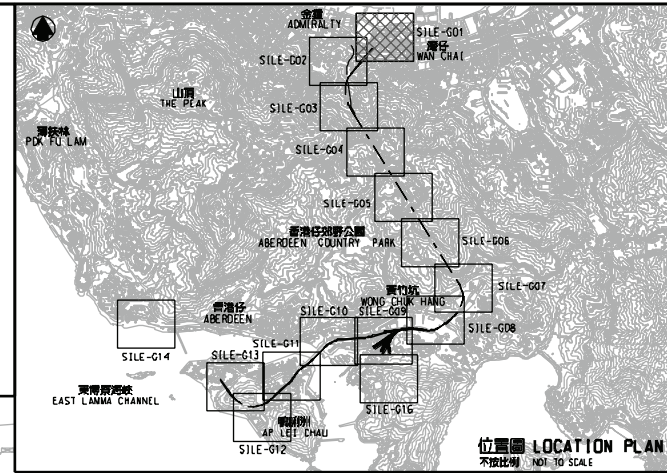 金鐘
ADMIRALTY
SILE-G01
灣仔
WAN CHAI
SILE-G02
山頂
THE PEAK
SILE-G03
薄扶林
POK FU LAM
SILE-G04
SILE-G05
香港仔郊野公園
ABERDEEN COUNTRY PARK
SILE-G06
黃竹坑
WONG CHUK HANG
SILE-G07
香港仔
ABERDEEN
SILE-G10
SILE-G09
SILE-G08
SILE-G11
SILE-G14
SILE-G13
東博寮海峽
EAST LAMMA CHANNEL
SILE-G16
鴨脷洲
AP LEI CHAU
SILE-G12
位置圖 LOCATION PLAN
不按比例 NOT TO SCALE